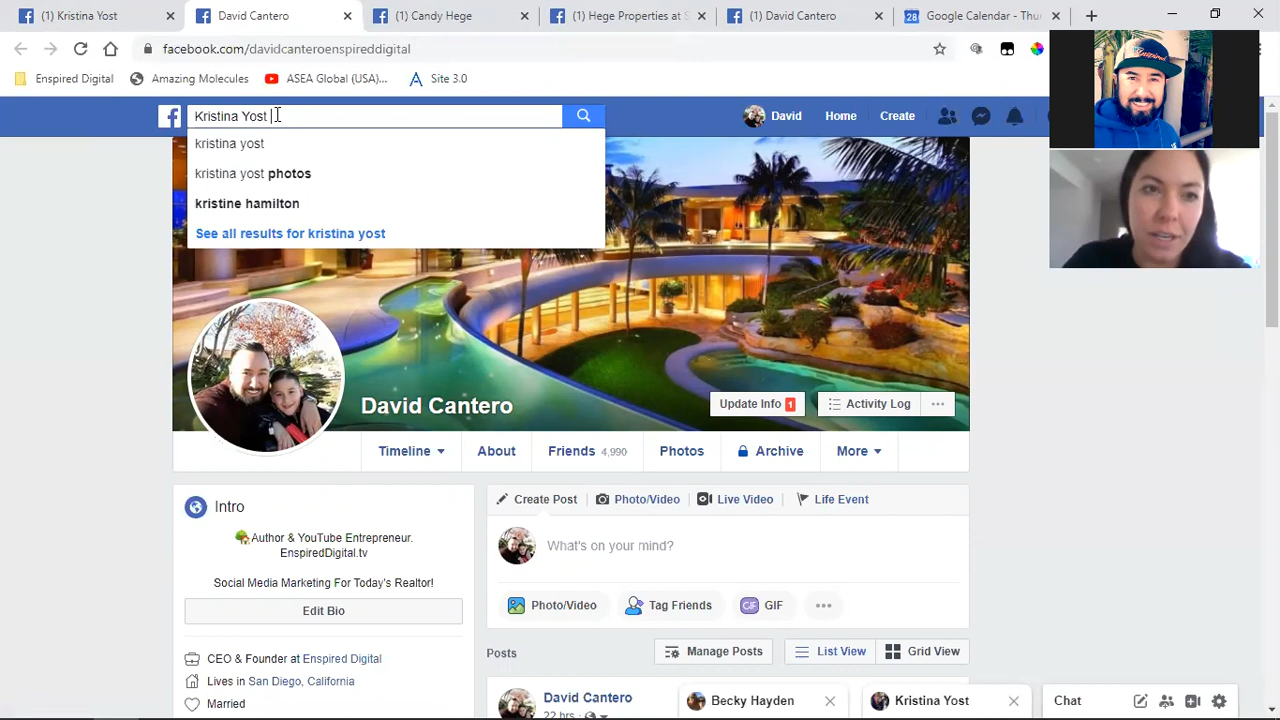 (1) Kristina Yost
David Cantero
(1) Candy Hege
(1) Hege Properties at S
(1) David Cantero
Google Calendar - Thu
facebook.com/davidcanteroenspireddigital
Enspired Digital
Amazing Molecules
ASEA Global (USA)...
Site 3.0
Kristina Yost
David
Home
Create
kristina yost
kristina yost photos
kristine hamilton
See all results for kristina yost
David Cantero
Update Info 1
Activity Log
Timeline
About
Friends 4,990
Photos
Archive
More
Intro
Author & YouTube Entrepreneur.
EnspiredDigital.tv
Social Media Marketing For Today's Realtor!
Edit Bio
CEO & Founder at Enspired Digital
Lives in San Diego, California
Married
Create Post
Photo/Video
Live Video
Life Event
What's on your mind?
Photo/Video
Tag Friends
GIF
Posts
Manage Posts
List View
Grid View
David Cantero
22 hrs
Becky Hayden
Kristina Yost
Chat